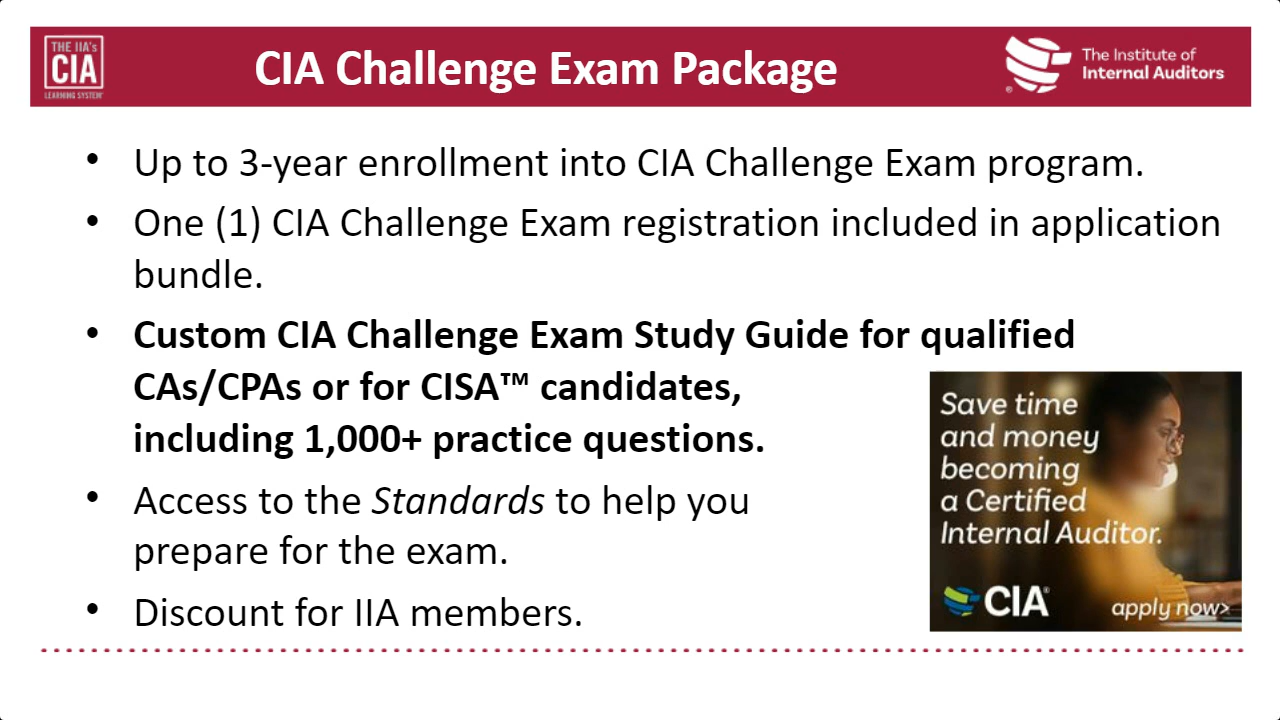 THE IIA's
CIA
LEARNING SYSTEM®
CIA Challenge Exam Package
The Institute of
Internal Auditors
®
• Up to 3-year enrollment into CIA Challenge Exam program.
• One (1) CIA Challenge Exam registration included in application
bundle.
• Custom CIA Challenge Exam Study Guide for qualified
CAs/CPAs or for CISA™ candidates,
including 1,000+ practice questions.
• Access to the Standards to help you
prepare for the exam.
• Discount for IIA members.
Save time
and money
becoming
a Certified
Internal Auditor.
CIA®
apply now>